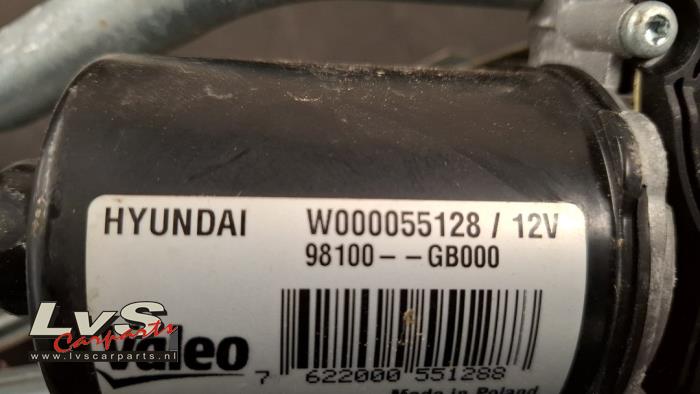 HYUNDAI W000055128 / 12V
98100--GB000
LvS
Carparts
www.lvscarparts.nl
Valeo
7 622000 551288
Made in Poland